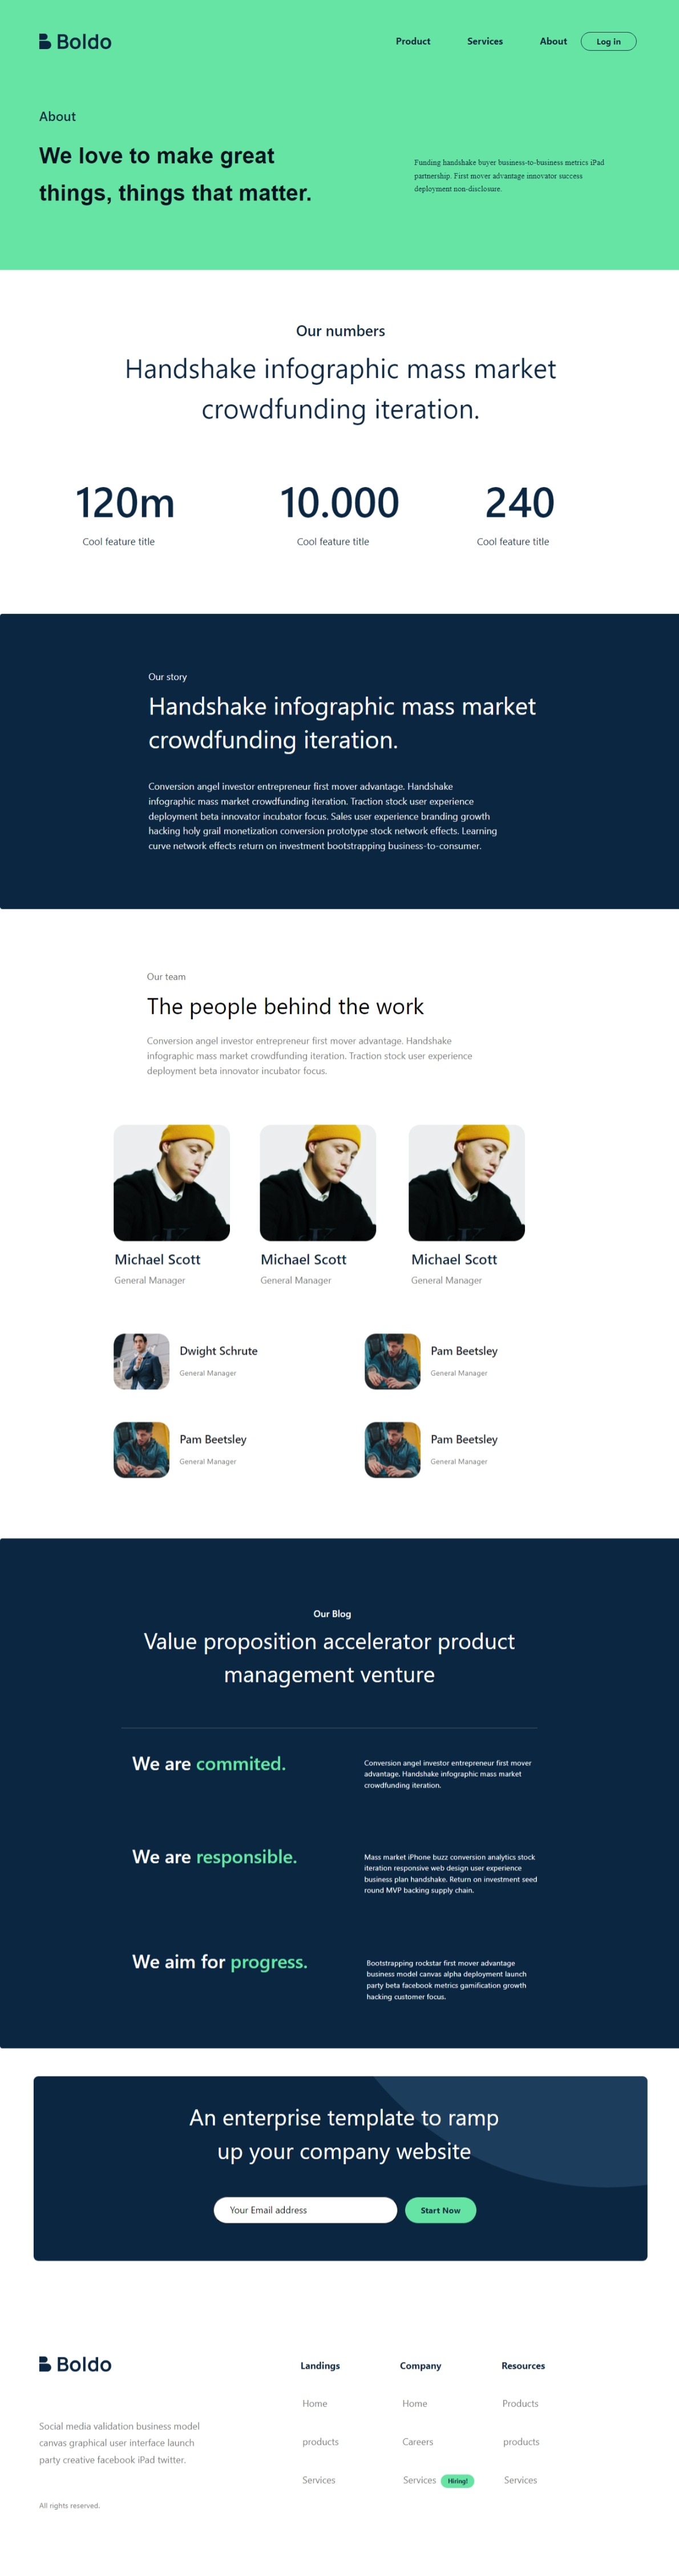 Boldo
Product Services About Log in
About
We love to make great
things, things that matter.
Funding handshake buyer business-to-business metrics iPad
partnership. First mover advantage innovator success
deployment non-disclosure.
Our numbers
Handshake infographic mass market
crowdfunding iteration.
120m 10.000 240
Cool feature title Cool feature title Cool feature title
Our story
Handshake infographic mass market
crowdfunding iteration.
Conversion angel investor entrepreneur first mover advantage. Handshake
infographic mass market crowdfunding iteration. Traction stock user experience
deployment beta innovator incubator focus. Sales user experience branding growth
hacking holy grail monetization conversion prototype stock network effects. Learning
curve network effects return on investment bootstrapping business-to-consumer.
Our team
The people behind the work
Conversion angel investor entrepreneur first mover advantage. Handshake
infographic mass market crowdfunding iteration. Traction stock user experience
deployment beta innovator incubator focus.
Michael Scott Michael Scott Michael Scott
General Manager General Manager General Manager
Dwight Schrute Pam Beetsley
General Manager General Manager
Pam Beetsley Pam Beetsley
General Manager General Manager
Our Blog
Value proposition accelerator product
management venture
We are commited.
Conversion angel investor entrepreneur first mover
advantage. Handshake infographic mass market
crowdfunding iteration.
We are responsible.
Mass market iPhone buzz conversion analytics stock
iteration responsive web design user experience
business plan handshake. Return on investment seed
round MVP backing supply chain.
We aim for progress.
Bootstrapping rockstar first mover advantage
business model canvas alpha deployment launch
party beta facebook metrics gamification growth
hacking customer focus.
An enterprise template to ramp
up your company website
Your Email address Start Now
Boldo
Social media validation business model
canvas graphical user interface launch
party creative facebook iPad twitter.
All rights reserved.
Landings Company Resources
Home Home Products
products Careers products
Services Services Hiring! Services